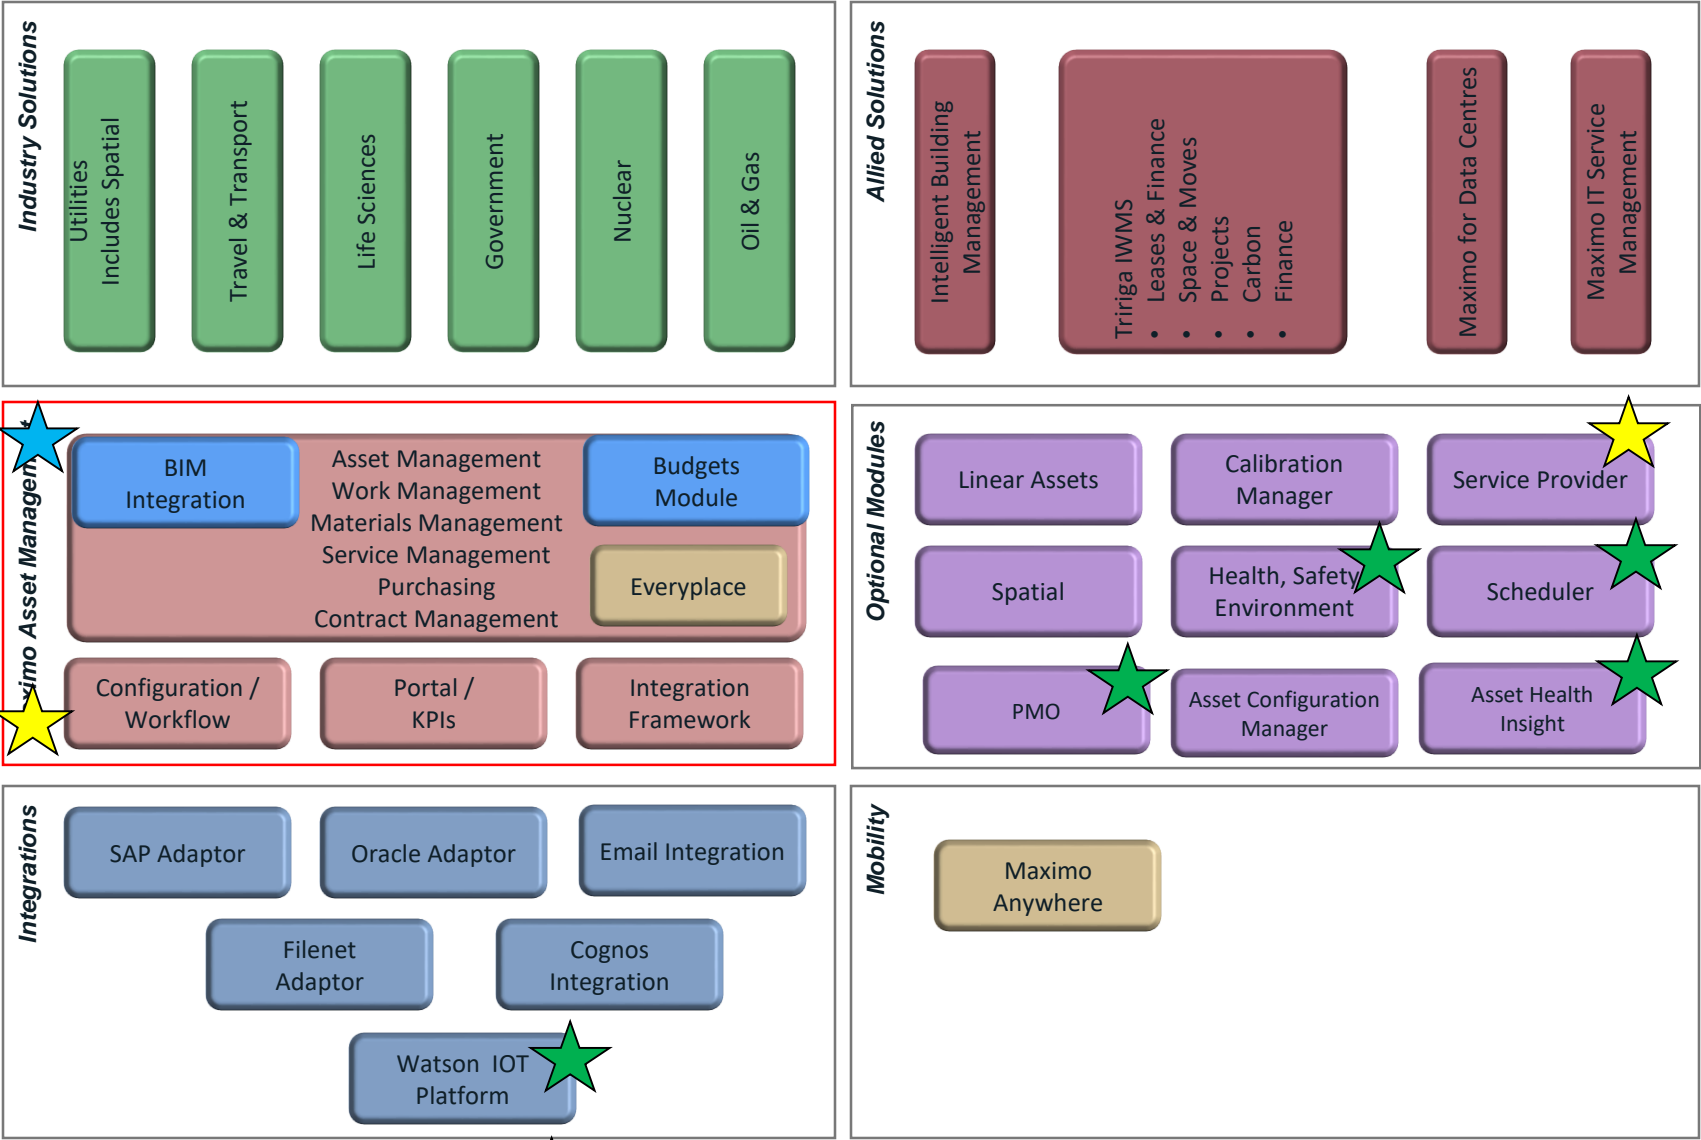 Industry Solutions
Utilities
Includes Spatial
Travel & Transport
Life Sciences
Government
Nuclear
Oil & Gas
Allied Solutions
Intelligent Building
Management
Tririga IWMS
• Leases & Finance
• Space & Moves
• Projects
• Carbon
• Finance
Maximo for Data Centres
Maximo IT Service
Management
Asset Management
BIM
Integration
Asset Management
Work Management
Materials Management
Service Management
Purchasing
Contract Management
Budgets
Module
Everyplace
Configuration /
Workflow
Portal /
KPIs
Integration
Framework
Optional Modules
Linear Assets
Calibration
Manager
Service Provider
Spatial
Health, Safety
Environment
Scheduler
PMO
Asset Configuration
Manager
Asset Health
Insight
Integrations
SAP Adaptor
Oracle Adaptor
Email Integration
Filenet
Adaptor
Cognos
Integration
Watson IOT
Platform
Mobility
Maximo
Anywhere